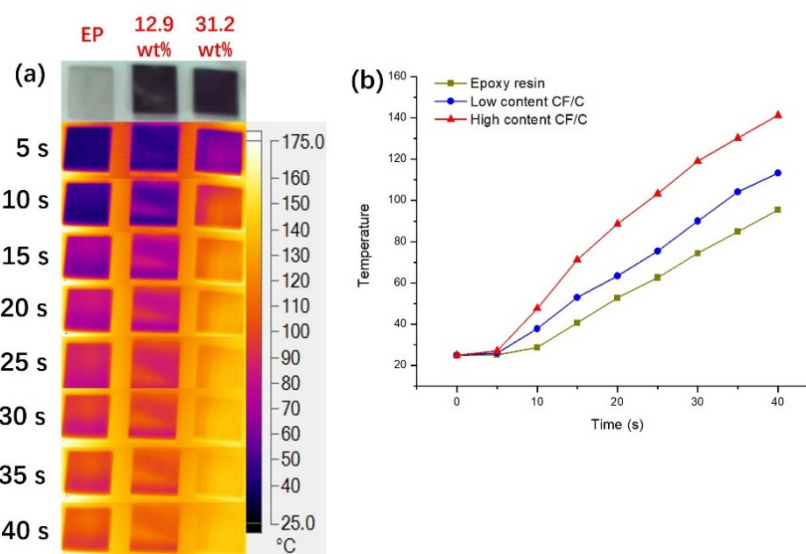 EP 12.9 wt% 31.2 wt%
(a)
5 s
10 s
15 s
20 s
25 s
30 s
35 s
40 s
175.0
160
150
140
130
120
110
100
90
80
70
60
50
40
25.0
°C
(b)
Epoxy resin
Low content CF/C
High content CF/C
Temperature
160
140
120
100
80
60
40
20
0 10 20 30 40
Time (s)